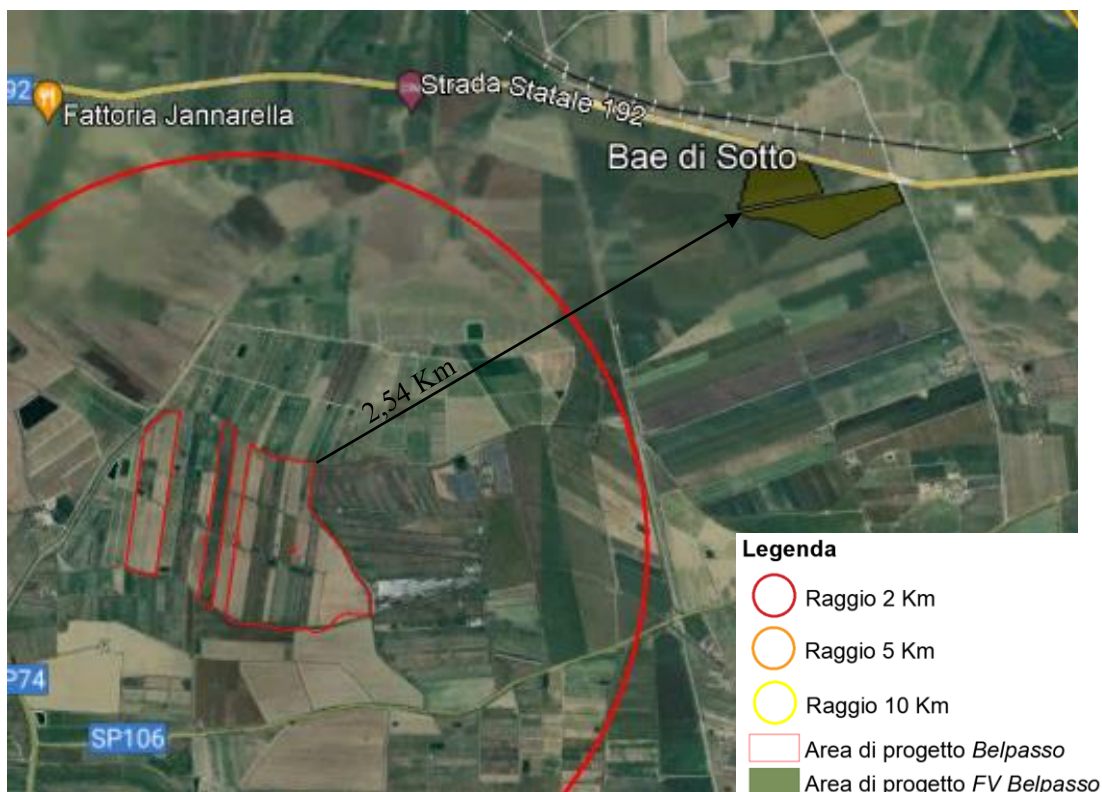 92
Fattoria Jannarella
Strada Statale 192
Bae di Sotto
2,54 Km
P74
SP106
Legenda
Raggio 2 Km
Raggio 5 Km
Raggio 10 Km
Area di progetto Belpasso
Area di progetto FV Belpasso